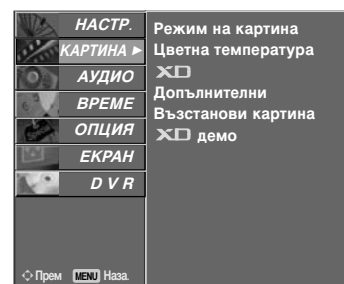 НАСТР.
КАРТИНА ►
АУДИО
ВРЕМЕ
ОПЦИЯ
ЕКРАН
D V R
Режим на картина
Цветна температура
XD
Допълнителни
Възстанови картина
XD демо
Прем MENU Наза.